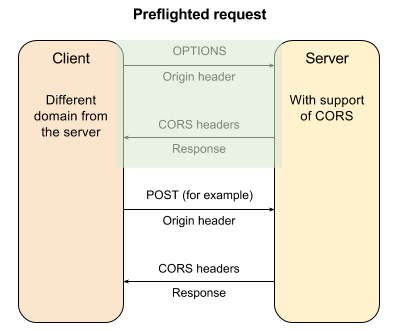 Preflighted request
Client
Different
domain from
the server
OPTIONS
Origin header
CORS headers
Response
POST (for example)
Origin header
CORS headers
Response
Server
With support
of CORS